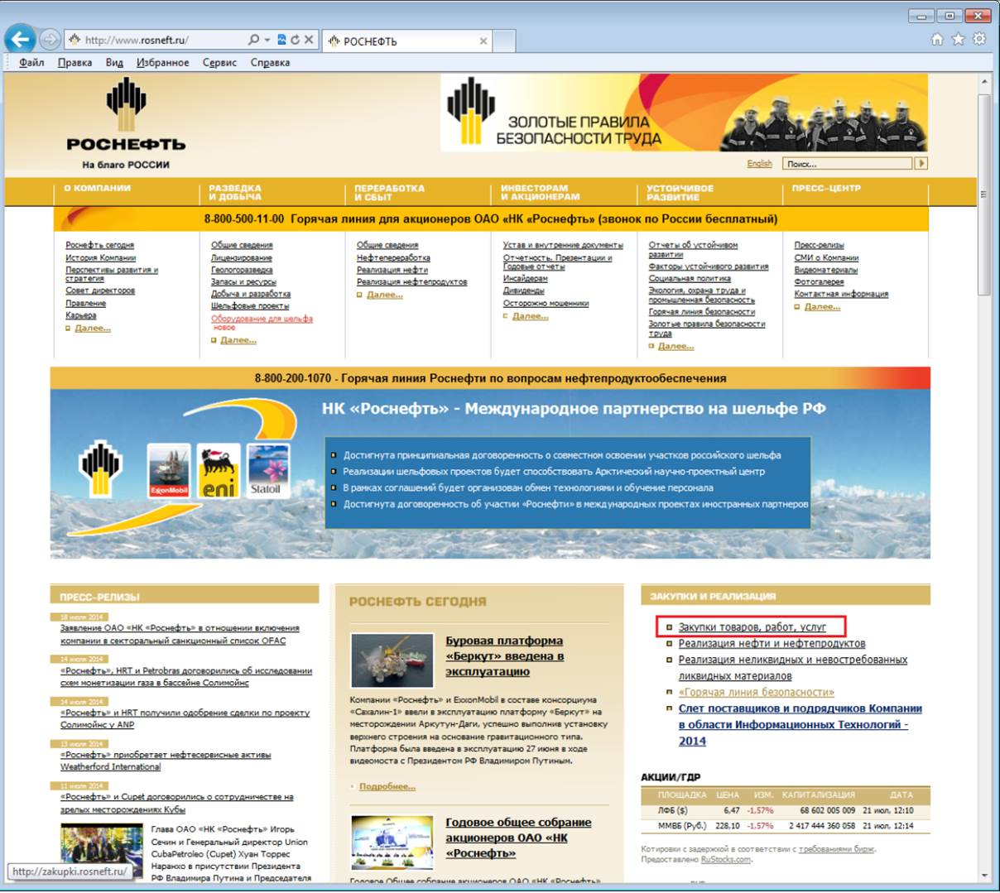 http://www.rosneft.ru/
РОСНЕФТЬ
Файл Правка Вид Избранное Сервис Справка
РОСНЕФТЬ
На благо РОССИИ
ЗОЛОТЫЕ ПРАВИЛА
БЕЗОПАСНОСТИ ТРУДА
English
Поиск...
О КОМПАНИИ
РАЗВЕДКА
И ДОБЫЧА
ПЕРЕРАБОТКА
И СБЫТ
ИНВЕСТОРАМ
И АКЦИОНЕРАМ
УСТОЙЧИВОЕ
РАЗВИТИЕ
ПРЕСС-ЦЕНТР
8-800-500-11-00 Горячая линия для акционеров ОАО «НК «Роснефть» (звонок по России бесплатный)
Роснефть сегодня
История Компании
Перспективы развития и
стратегия
Совет директоров
Правление
Карьера
Далее...
Общие сведения
Лицензирование
Геологоразведка
Запасы и ресурсы
Добыча и разработка
Шельфовые проекты
Оборудование для шельфа
новое
Далее...
Общие сведения
Нефтепереработка
Реализация нефти
Реализация нефтепродуктов
Далее...
Устав и внутренние документы
Отчетность, Презентации и
Годовые отчеты
Инсайдерам
Дивиденды
Осторожно мошенники
Далее...
Отчеты об устойчивом
развитии
Факторы устойчивого развития
Социальная политика
Экология, охрана труда и
промышленная безопасность
Горячая линия безопасности
Золотые правила безопасности
труда
Далее...
Пресс-релизы
СМИ о Компании
Видеоматериалы
Фотогалерея
Контактная информация
Далее...
8-800-200-1070 - Горячая линия Роснефти по вопросам нефтепродуктообеспечения
НК «Роснефть» - Международное партнерство на шельфе РФ
ExxonMobil
eni
Statoil
Достигнута принципиальная договоренность о совместном освоении участков российского шельфа
Реализации шельфовых проектов будет способствовать Арктический научно-проектный центр
В рамках соглашений будет организован обмен технологиями и обучение персонала
Достигнута договоренность об участии «Роснефти» в международных проектах иностранных партнеров
ПРЕСС-РЕЛИЗЫ
18 июля 2014
Заявление ОАО «НК «Роснефть» в отношении включения
компании в секторальный санкционный список OFAC
14 июля 2014
«Роснефть», HRT и Petrobras договорились об исследовании
схем монетизации газа в бассейне Солимойнс
14 июля 2014
«Роснефть» и HRT получили одобрение сделки по проекту
Солимойнс у ANP
13 июля 2014
«Роснефть» приобретает нефтесервисные активы
Weatherford International
11 июля 2014
«Роснефть» и Cupet договорились о сотрудничестве на
зрелых месторождениях Кубы
Глава ОАО «НК «Роснефть» Игорь
Сечин и Генеральный директор Union
CubaPetroleo (Cupet) Хуан Торрес
Наранхо в присутствии Президента
РФ Владимира Путина и Председателя
http://zakupki.rosneft.ru/
РОСНЕФТЬ СЕГОДНЯ
Буровая платформа
«Беркут» введена в
эксплуатацию
Компании «Роснефть» и ExxonMobil в составе консорциума
«Сахалин-1» ввели в эксплуатацию платформу «Беркут» на
месторождении Аркутун-Даги, успешно выполнив установку
верхнего строения на основание гравитационного типа.
Платформа была введена в эксплуатацию 27 июня в ходе
видеомоста с Президентом РФ Владимиром Путиным.
Подробнее...
Годовое общее собрание
акционеров ОАО «НК
«Роснефть»
Годовое Общее собрание акционеров ОАО «НК «Роснефть»
ЗАКУПКИ И РЕАЛИЗАЦИЯ
Закупки товаров, работ, услуг
Реализация нефти и нефтепродуктов
Реализация неликвидных и невостребованных
ликвидных материалов
«Горячая линия безопасности»
Слет поставщиков и подрядчиков Компании
в области Информационных Технологий -
2014
АКЦИИ/ГДР
ПЛОЩАДКА ЦЕНА ИЗМ. КАПИТАЛИЗАЦИЯ ДАТА
ЛФБ ($) 6,47 -1,57% 68 602 005 009 21 июл, 12:10
ММВБ (Руб.) 228,10 -1,57% 2 417 444 360 058 21 июл, 12:14
Котировки с задержкой в соответствии с требованиями бирж.
Предоставлено RuStocks.com.